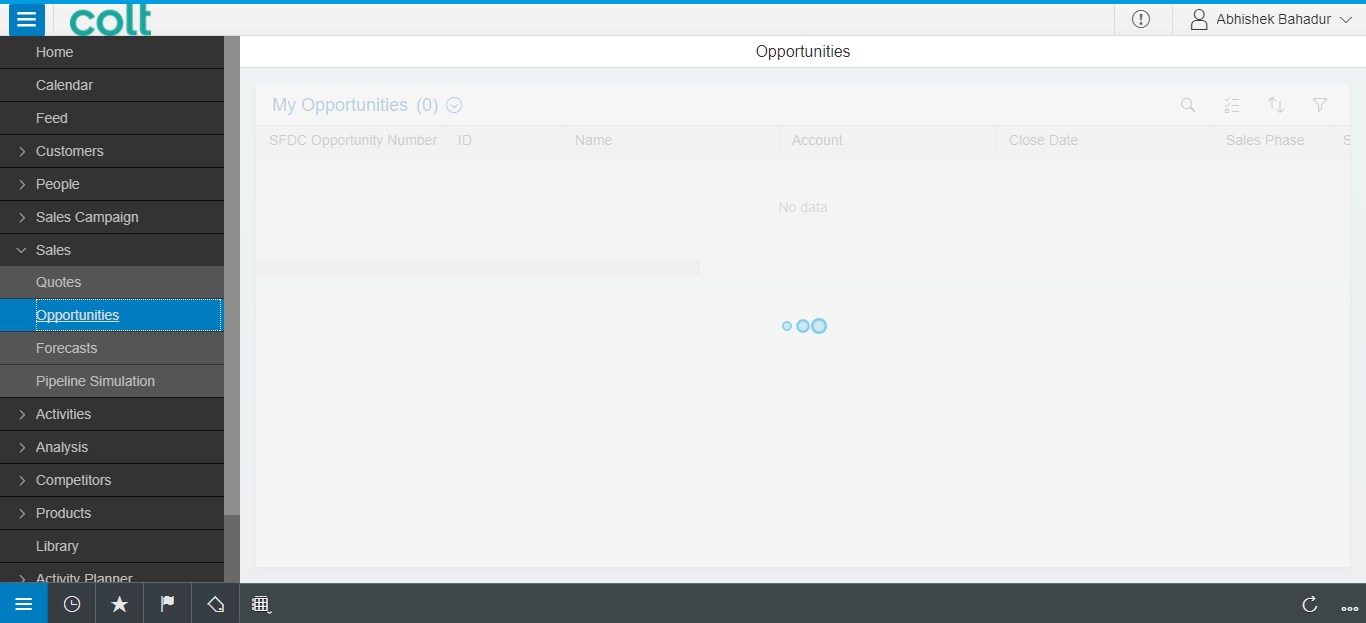 colt
Abhishek Bahadur
Home
Calendar
Feed
Customers
People
Sales Campaign
Sales
Quotes
Opportunities
Forecasts
Pipeline Simulation
Activities
Analysis
Competitors
Products
Library
Activity Planner
Opportunities
My Opportunities (0)
SFDC Opportunity Number ID Name Account Close Date Sales Phase S
No data